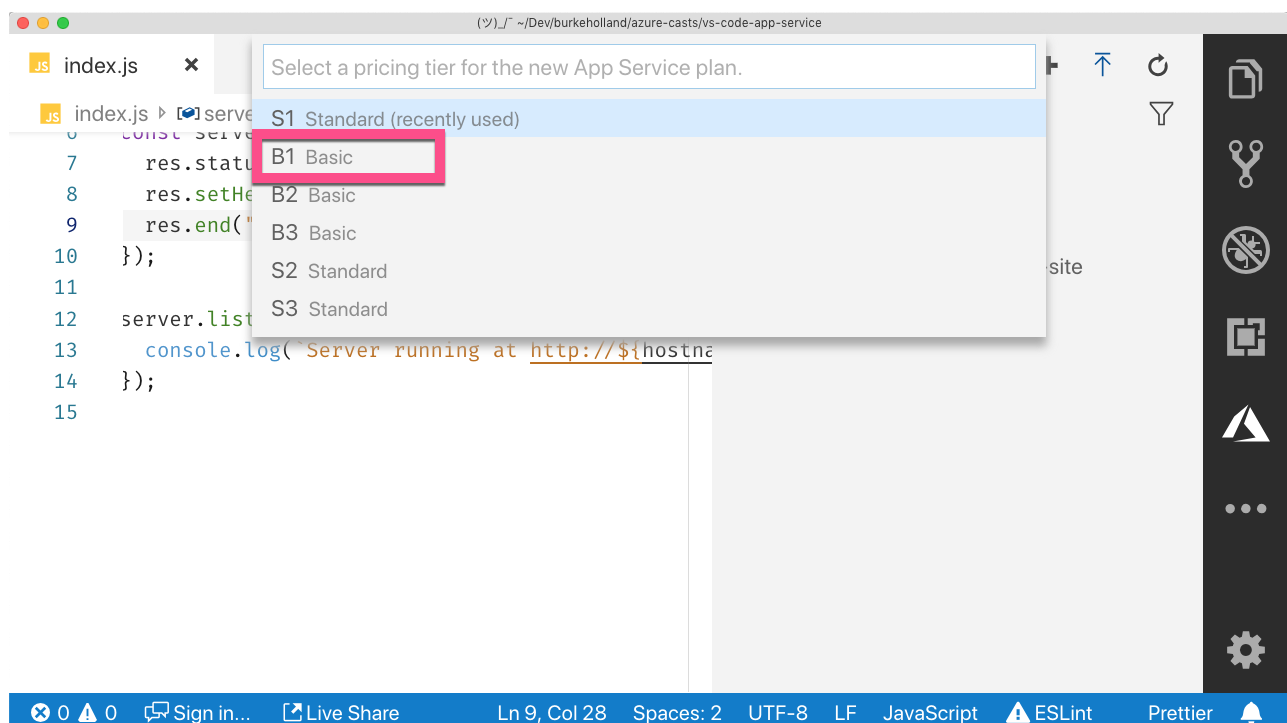 (ツ)_/¯ ~/Dev/burkeholland/azure-casts/vs-code-app-service
JS index.js
Select a pricing tier for the new App Service plan.
JS index.js
S1 Standard (recently used)
B1 Basic
B2 Basic
B3 Basic
S2 Standard
S3 Standard
7 res.statu
8 res.setHe
9 res.end("
10 });
11
12 server.list
13 console.log(`Server running at http://${hostna
14 });
15
-site
0 0 Sign in... Live Share Ln 9, Col 28 Spaces: 2 UTF-8 LF JavaScript ESLint Prettier